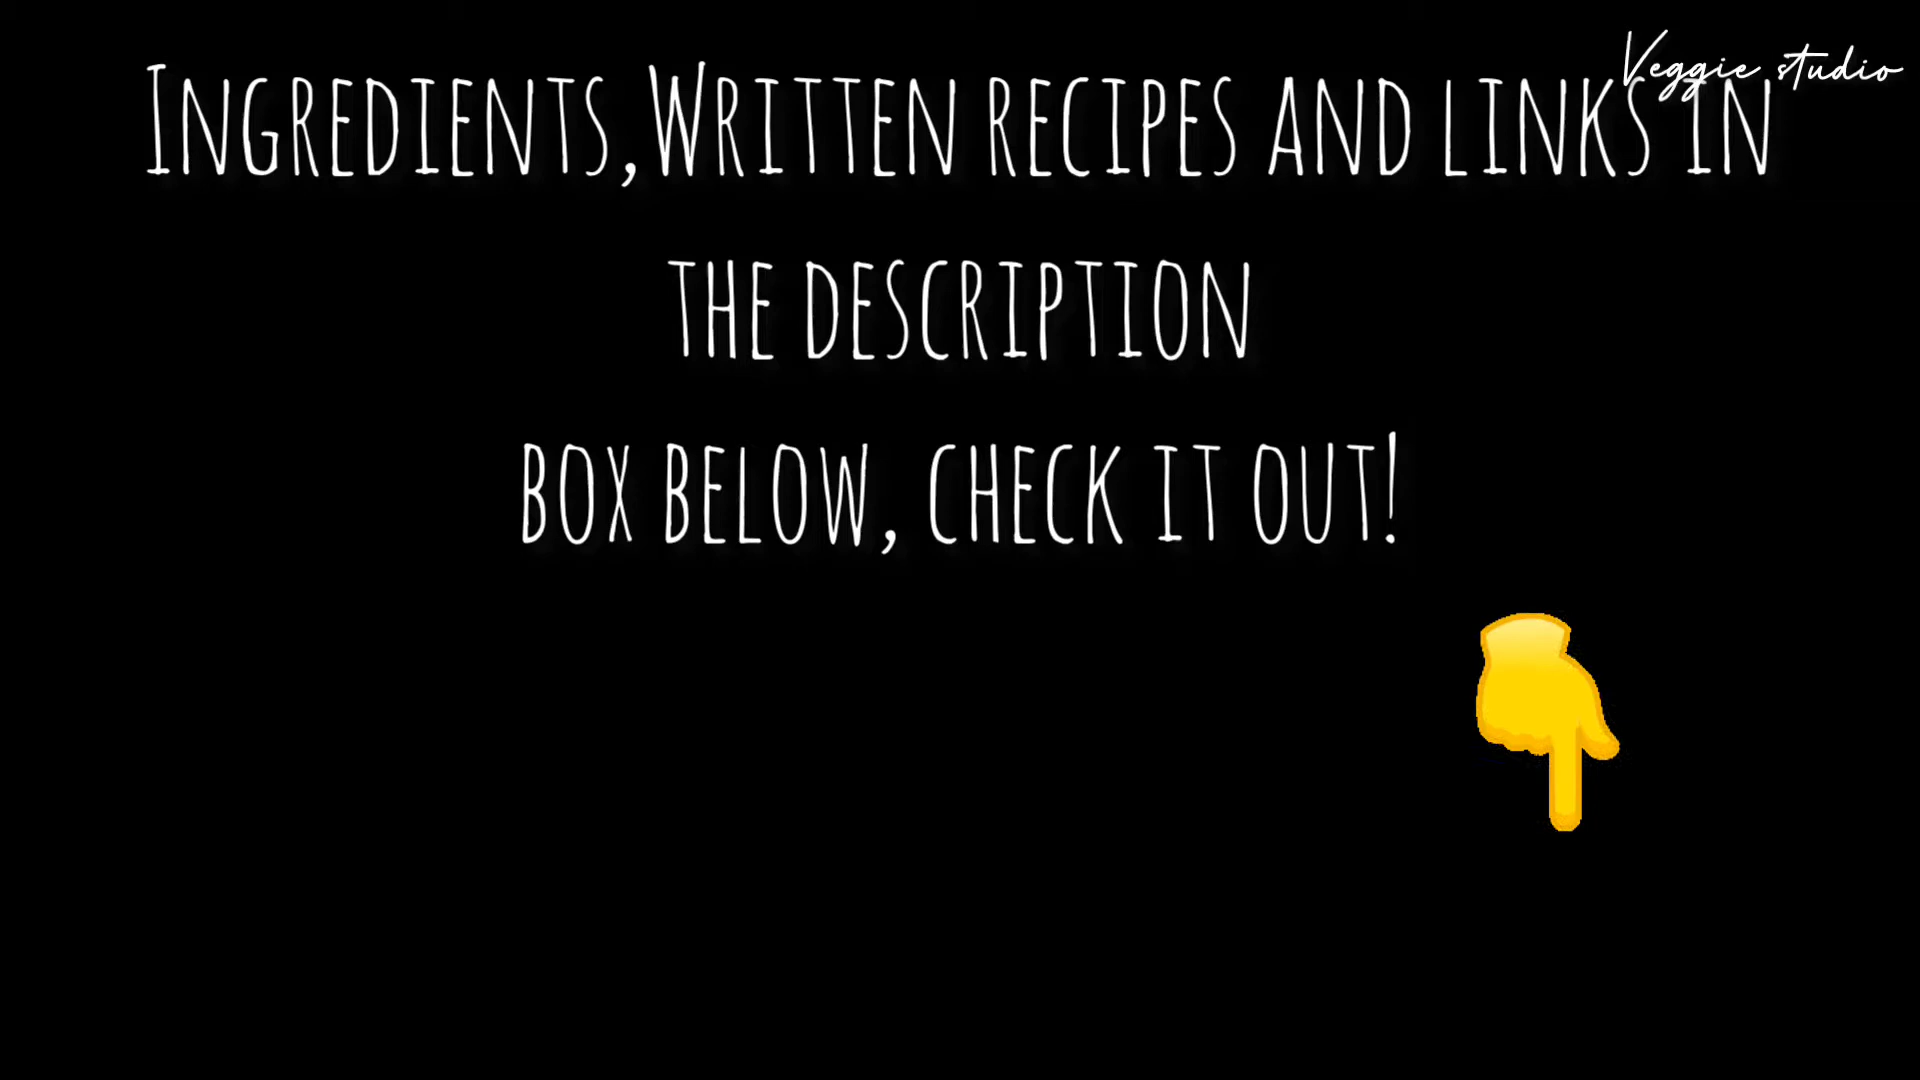 Veggie studio
Ingredients,Written recipes and links in
the description
box below, check it out!